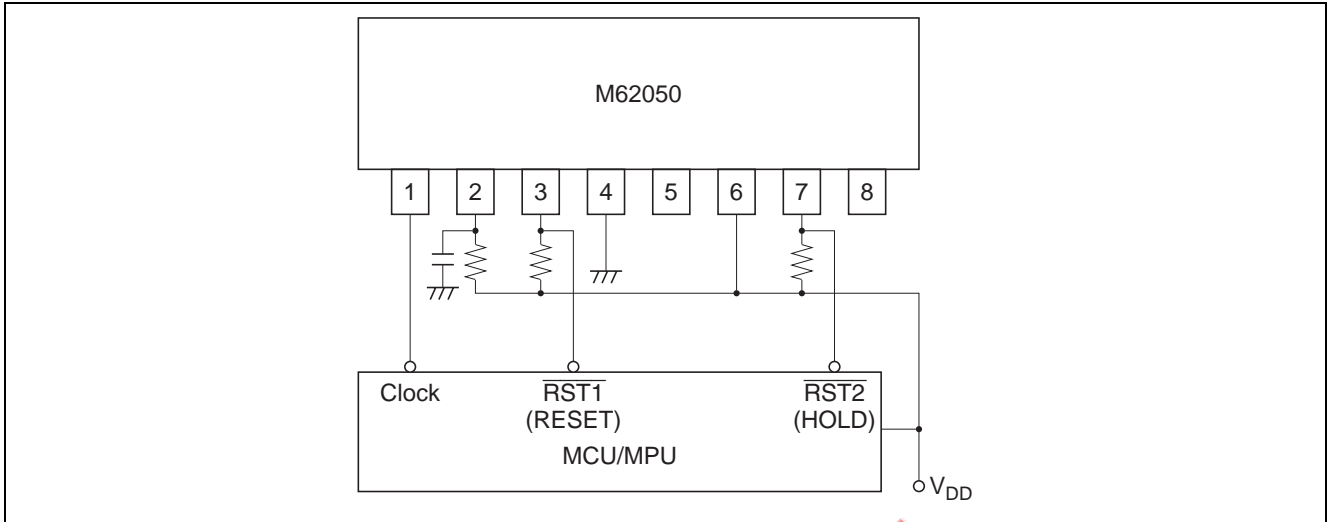 M62050
1 2 3 4 5 6 7 8
Clock RST1 RST2
(RESET) (HOLD)
MCU/MPU
VDD